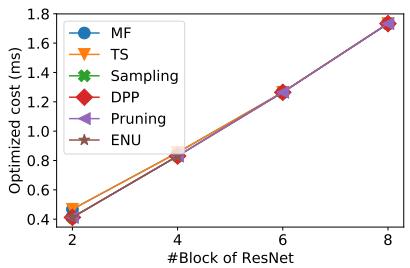 1.8
1.6
1.4
1.2
1.0
0.8
0.6
0.4
Optimized cost (ms)
MF
TS
Sampling
DPP
Pruning
ENU
2 4 6 8
#Block of ResNet